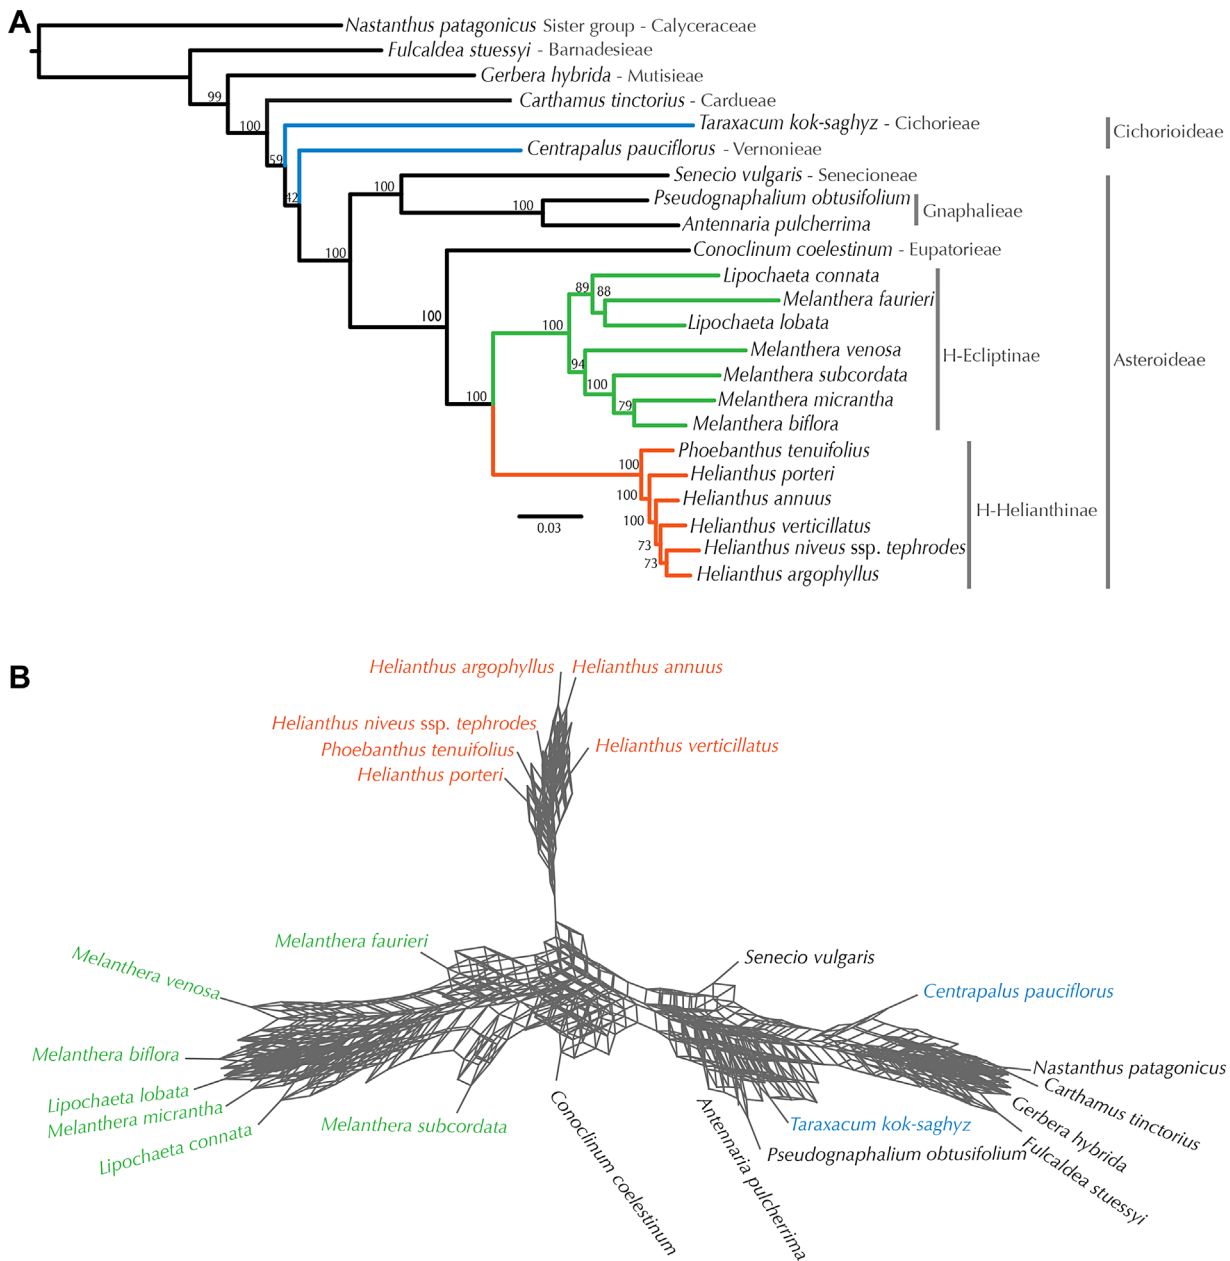 A
Nastanthus patagonicus Sister group - Calyceraceae
Fulcaldea stuessyi - Barnadesieae
Gerbera hybrida - Mutisieae
99
Carthamus tinctorius - Cardueae
100
Taraxacum kok-saghyz - Cichorieae
Cichorioideae
Centrapalus pauciflorus - Vernonieae
59
Senecio vulgaris - Senecioneae
100
42
Pseudognaphalium obtusifolium
100
Gnaphalieae
Antennaria pulcherrima
Conoclinum coelestinum - Eupatorieae
100
Lipochaeta connata
89
88
Melanthera faurieri
100
Lipochaeta lobata
100
Melanthera venosa
H-Ecliptinae
Asteroideae
94
Melanthera subcordata
100
100
Melanthera micrantha
79
Melanthera biflora
Phoebanthus tenuifolius
100
Helianthus porteri
100
Helianthus annuus
H-Helianthinae
100
0.03
Helianthus verticillatus
73
Helianthus niveus ssp. tephrodes
73
Helianthus argophyllus
B
Helianthus argophyllus
Helianthus annuus
Helianthus niveus ssp. tephrodes
Phoebanthus tenuifolius
Helianthus verticillatus
Helianthus porteri
Melanthera faurieri
Melanthera venosa
Senecio vulgaris
Centrapalus pauciflorus
Melanthera biflora
Nastanthus patagonicus
Lipochaeta lobata
Carthamus tinctorius
Melanthera micrantha
Gerbera hybrida
Lipochaeta connata
Melanthera subcordata
Conoclinum coelestinum
Antennaria pulcherrima
Taraxacum kok-saghyz
Pseudognaphalium obtusifolium
Fulcaldea stuessyi